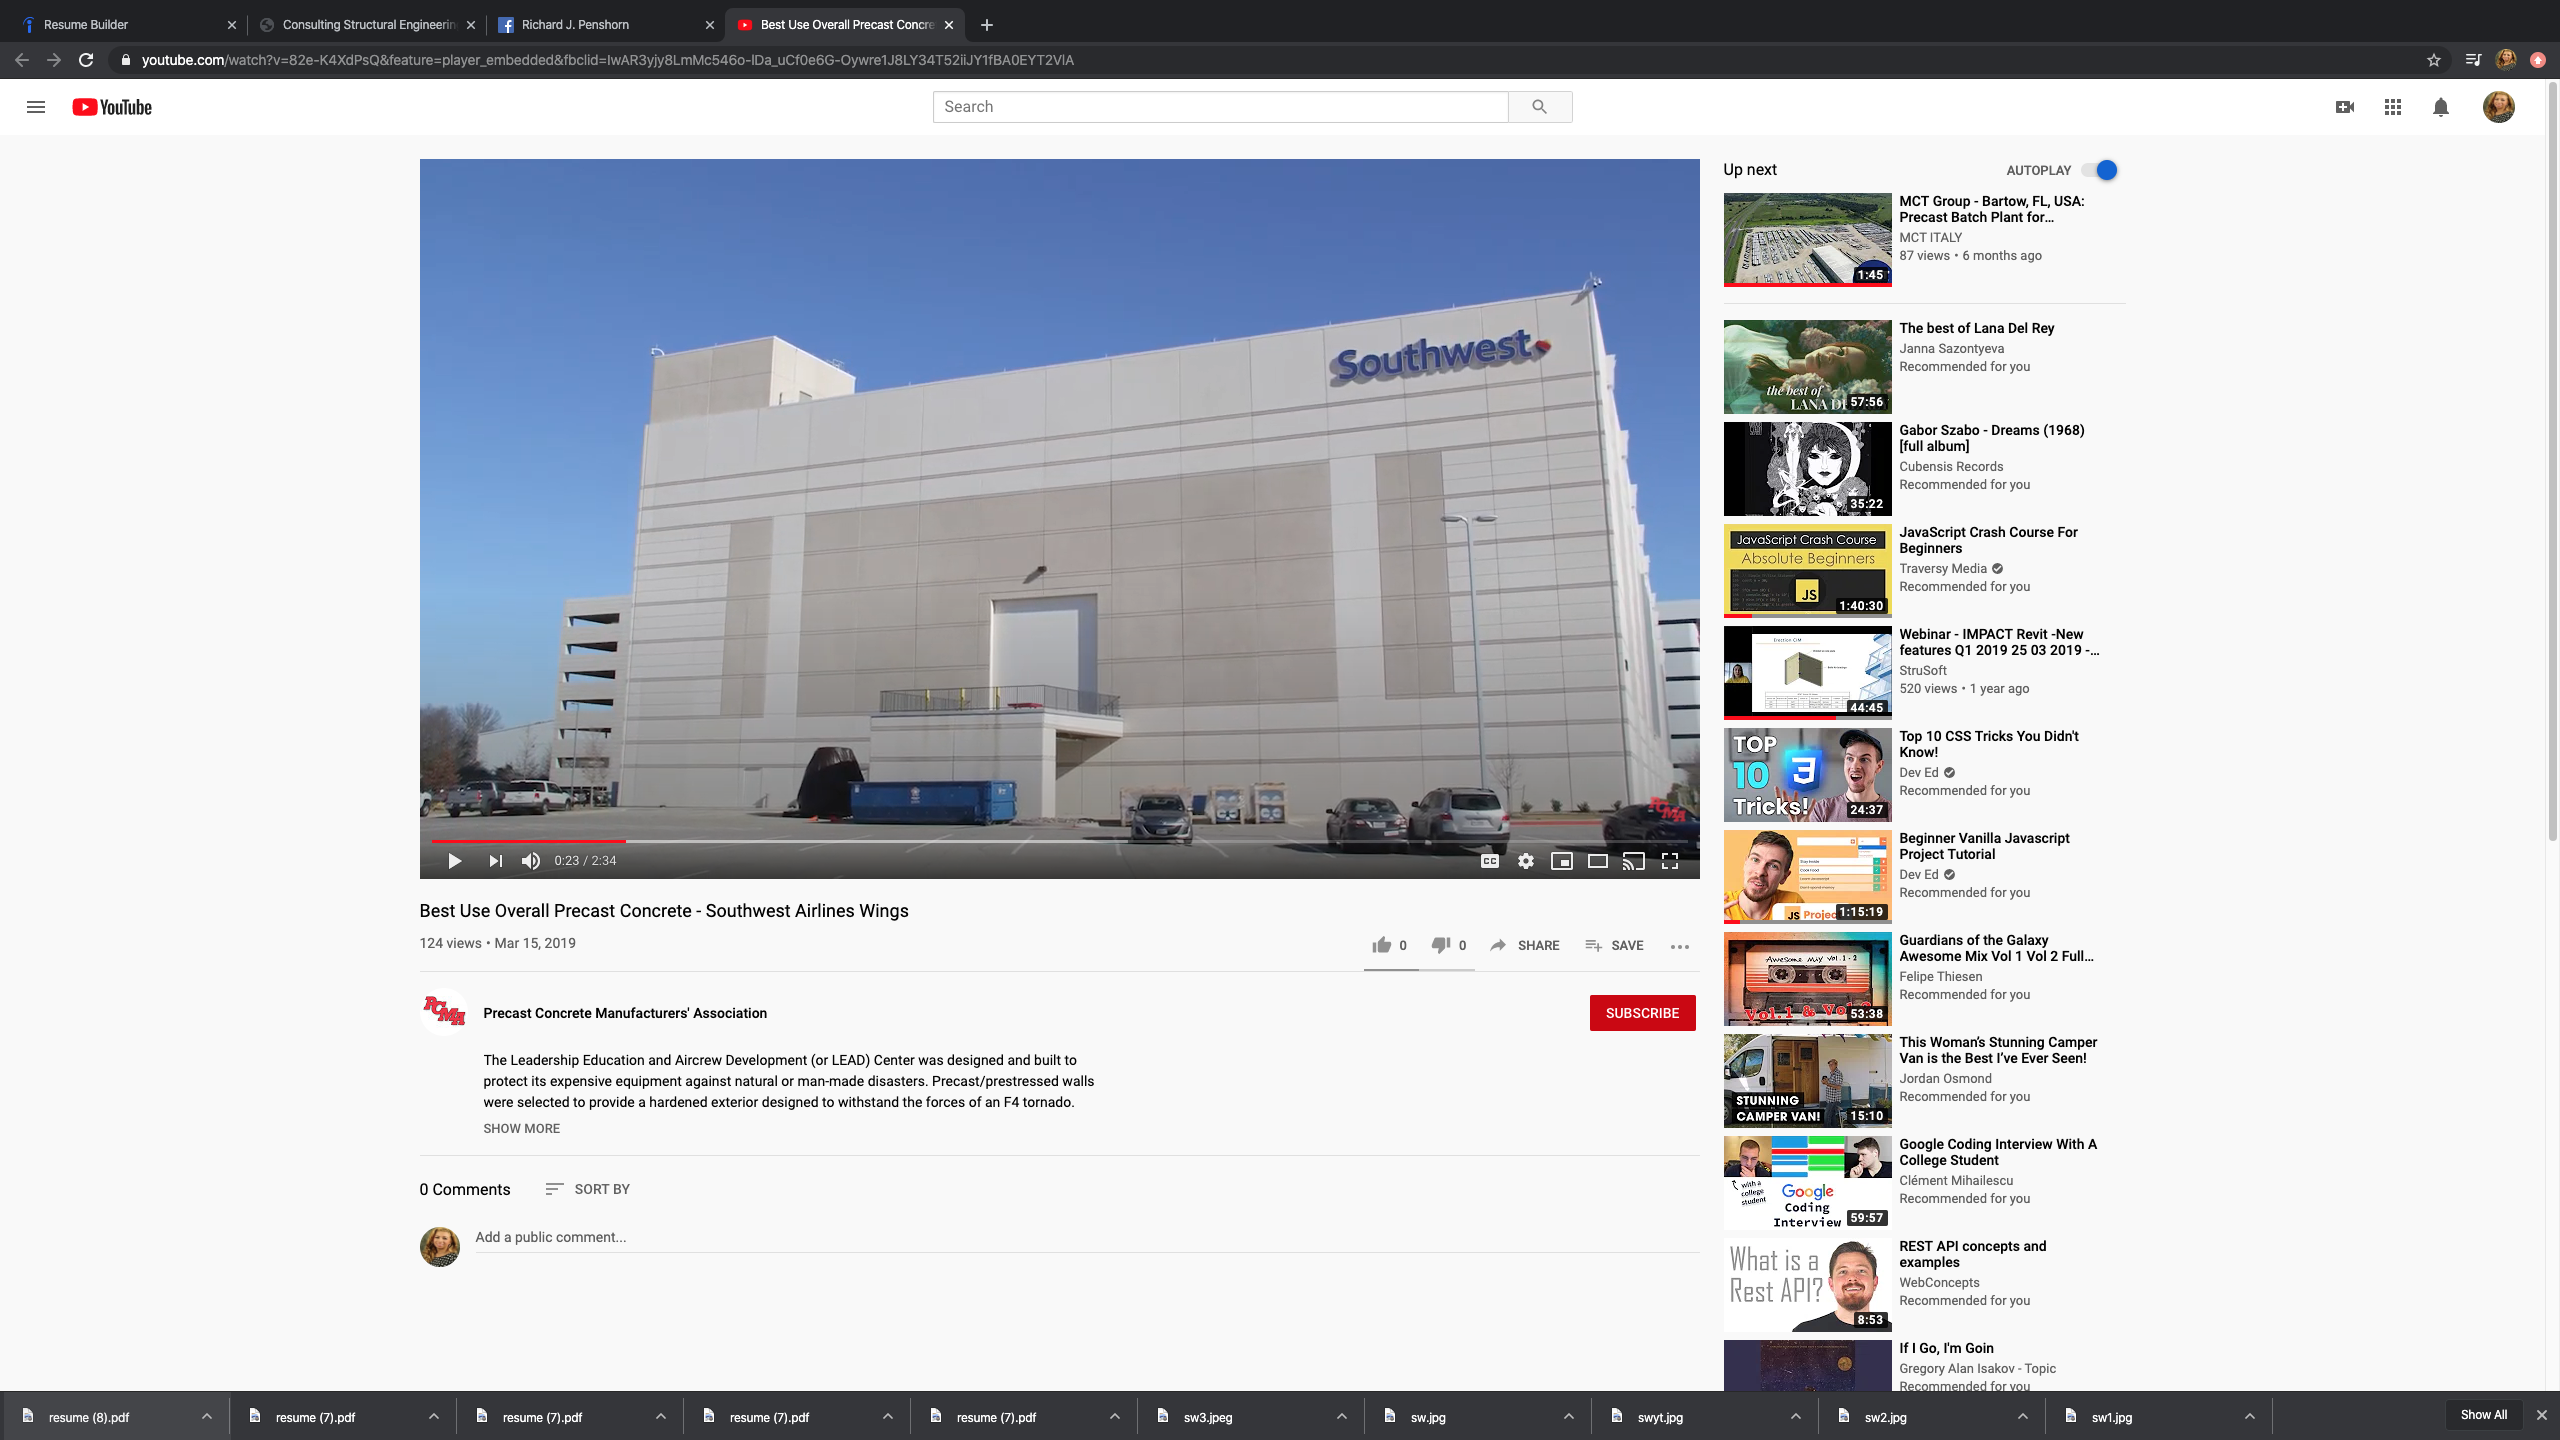 Resume Builder
Consulting Structural Engineerin
Richard J. Penshorn
Best Use Overall Precast Concre
youtube.com/watch?v=82e-K4XdPsQ&feature=player_embedded&fbclid=IwAR3yjy8LmMc546o-IDa_uCf0e6G-Oywre1J8LY34T52iiJY1fBA0EYT2VlA
YouTube
Search
Southwest
PCMA
0:23 / 2:34
CC
Best Use Overall Precast Concrete - Southwest Airlines Wings
124 views • Mar 15, 2019
0
0
SHARE
SAVE
PCMA
Precast Concrete Manufacturers' Association
SUBSCRIBE
The Leadership Education and Aircrew Development (or LEAD) Center was designed and built to
protect its expensive equipment against natural or man-made disasters. Precast/prestressed walls
were selected to provide a hardened exterior designed to withstand the forces of an F4 tornado.
SHOW MORE
0 Comments
SORT BY
Add a public comment...
Up next
AUTOPLAY
1:45
MCT Group - Bartow, FL, USA:
Precast Batch Plant for...
MCT ITALY
87 views • 6 months ago
the best of
LANA D
57:56
The best of Lana Del Rey
Janna Sazontyeva
Recommended for you
35:22
Gabor Szabo - Dreams (1968)
[full album]
Cubensis Records
Recommended for you
JavaScript Crash Course
Absolute Beginners
JS
1:40:30
JavaScript Crash Course For
Beginners
Traversy Media
Recommended for you
44:45
Webinar - IMPACT Revit -New
features Q1 2019 25 03 2019 -...
StruSoft
520 views • 1 year ago
TOP
10
Tricks!
3
24:37
Top 10 CSS Tricks You Didn't
Know!
Dev Ed
Recommended for you
JS Projec
1:15:19
Beginner Vanilla Javascript
Project Tutorial
Dev Ed
Recommended for you
Awesome mix vol. 1 - 2
Vol.1 & Vo
53:38
Guardians of the Galaxy
Awesome Mix Vol 1 Vol 2 Full...
Felipe Thiesen
Recommended for you
STUNNING
CAMPER VAN!
15:10
This Woman’s Stunning Camper
Van is the Best I’ve Ever Seen!
Jordan Osmond
Recommended for you
with a
college
student
Google
Coding
Interview
59:57
Google Coding Interview With A
College Student
Clément Mihailescu
Recommended for you
What is a
Rest API?
8:53
REST API concepts and
examples
WebConcepts
Recommended for you
If I Go, I'm Goin
Gregory Alan Isakov - Topic
Recommended for you
resume (8).pdf
resume (7).pdf
resume (7).pdf
resume (7).pdf
resume (7).pdf
sw3.jpeg
sw.jpg
swyt.jpg
sw2.jpg
sw1.jpg
Show All